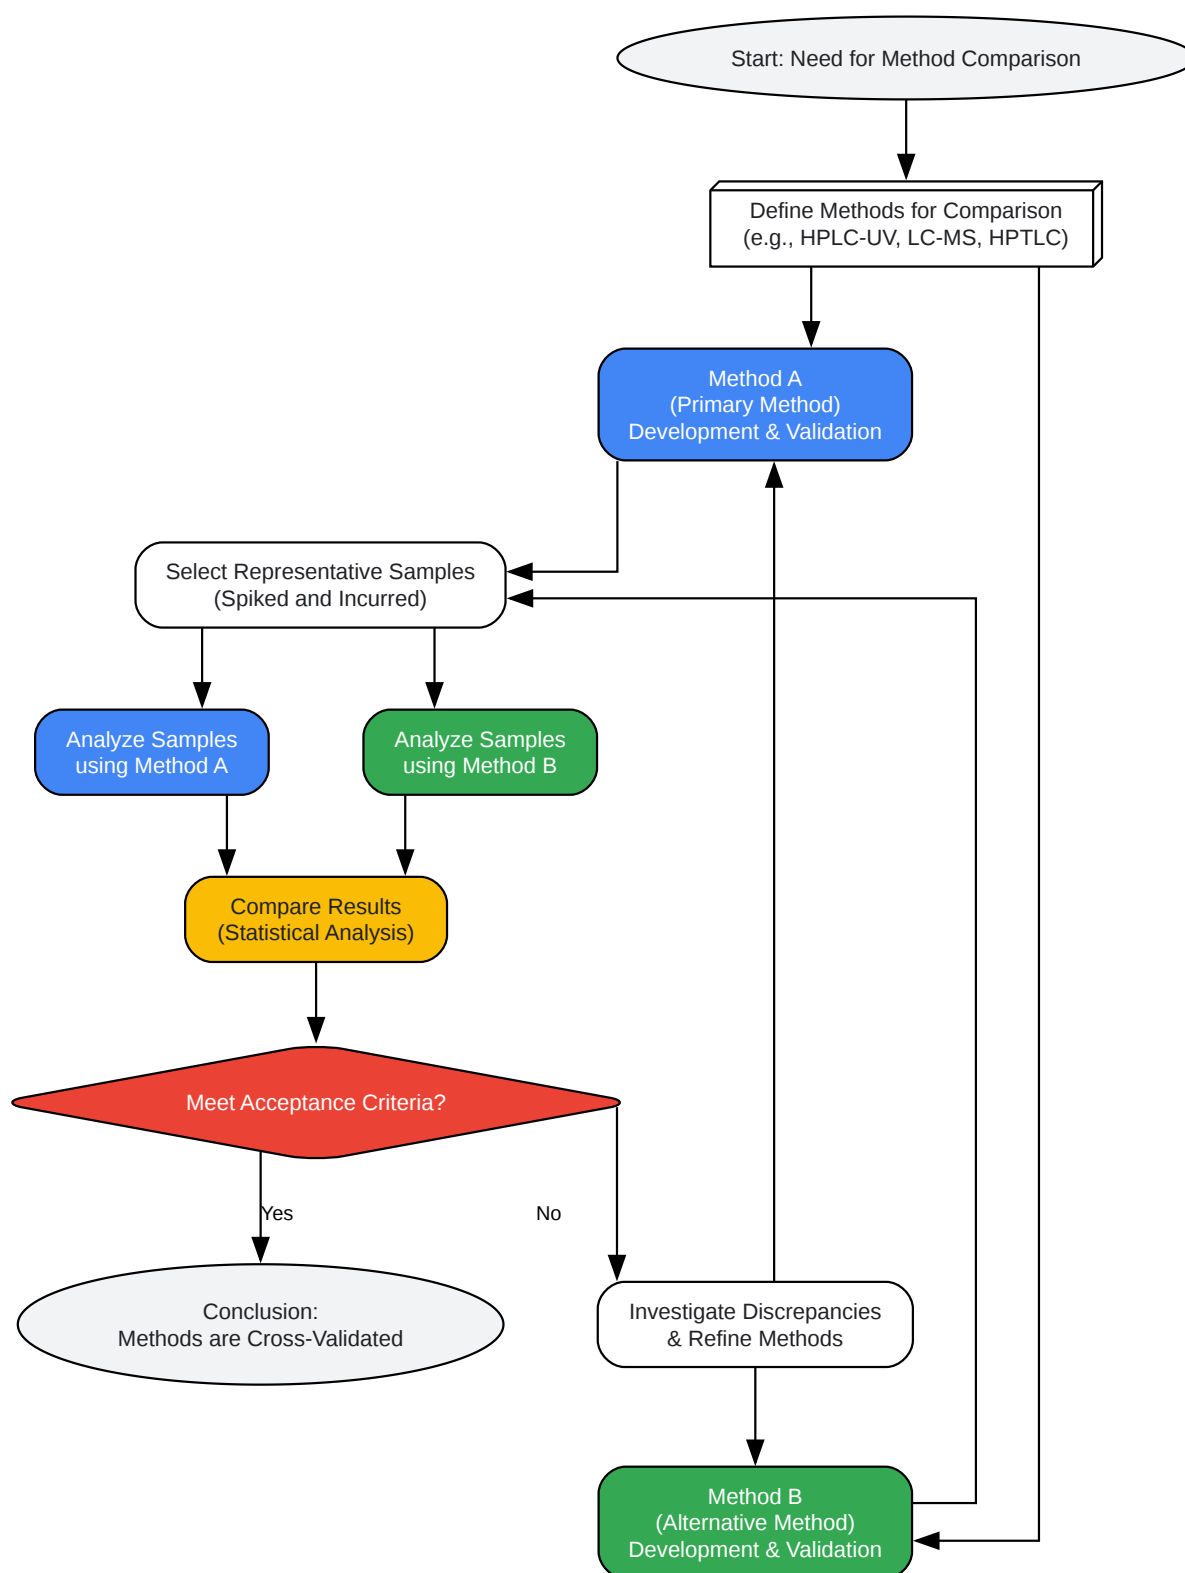 Start: Need for Method Comparison
Define Methods for Comparison
(e.g., HPLC-UV, LC-MS, HPTLC)
Method A
(Primary Method)
Development & Validation
Select Representative Samples
(Spiked and Incurred)
Analyze Samples
using Method A
Analyze Samples
using Method B
Compare Results
(Statistical Analysis)
Meet Acceptance Criteria?
Yes
No
Conclusion:
Methods are Cross-Validated
Investigate Discrepancies
& Refine Methods
Method B
(Alternative Method)
Development & Validation